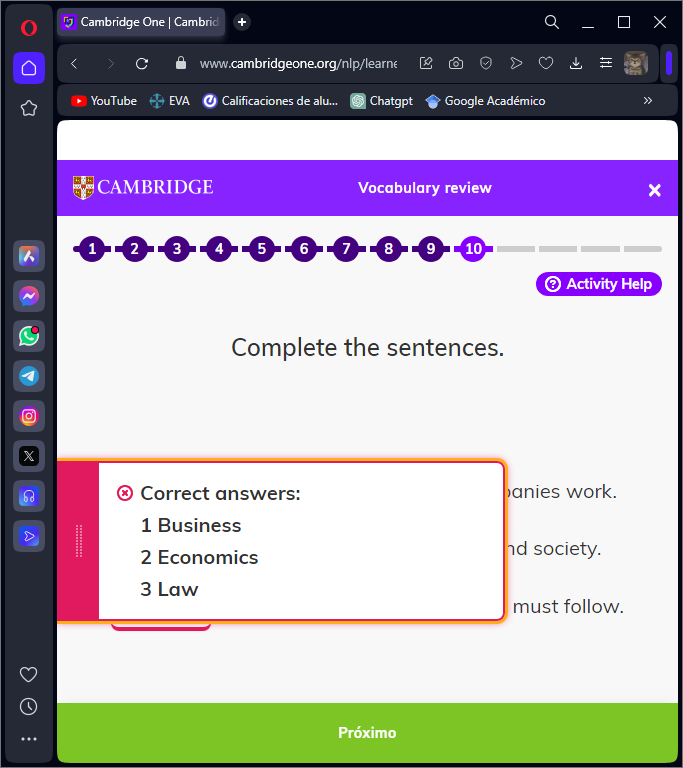 Cambridge One | Cambrid
www.cambridgeone.org/nlp/learne
YouTube EVA Calificaciones de alu... Chatgpt Google Académico »
CAMBRIDGE Vocabulary review
1 2 3 4 5 6 7 8 9 10
Activity Help
Complete the sentences.
Correct answers:
1 Business
2 Economics
3 Law
panies work.
nd society.
must follow.
Próximo